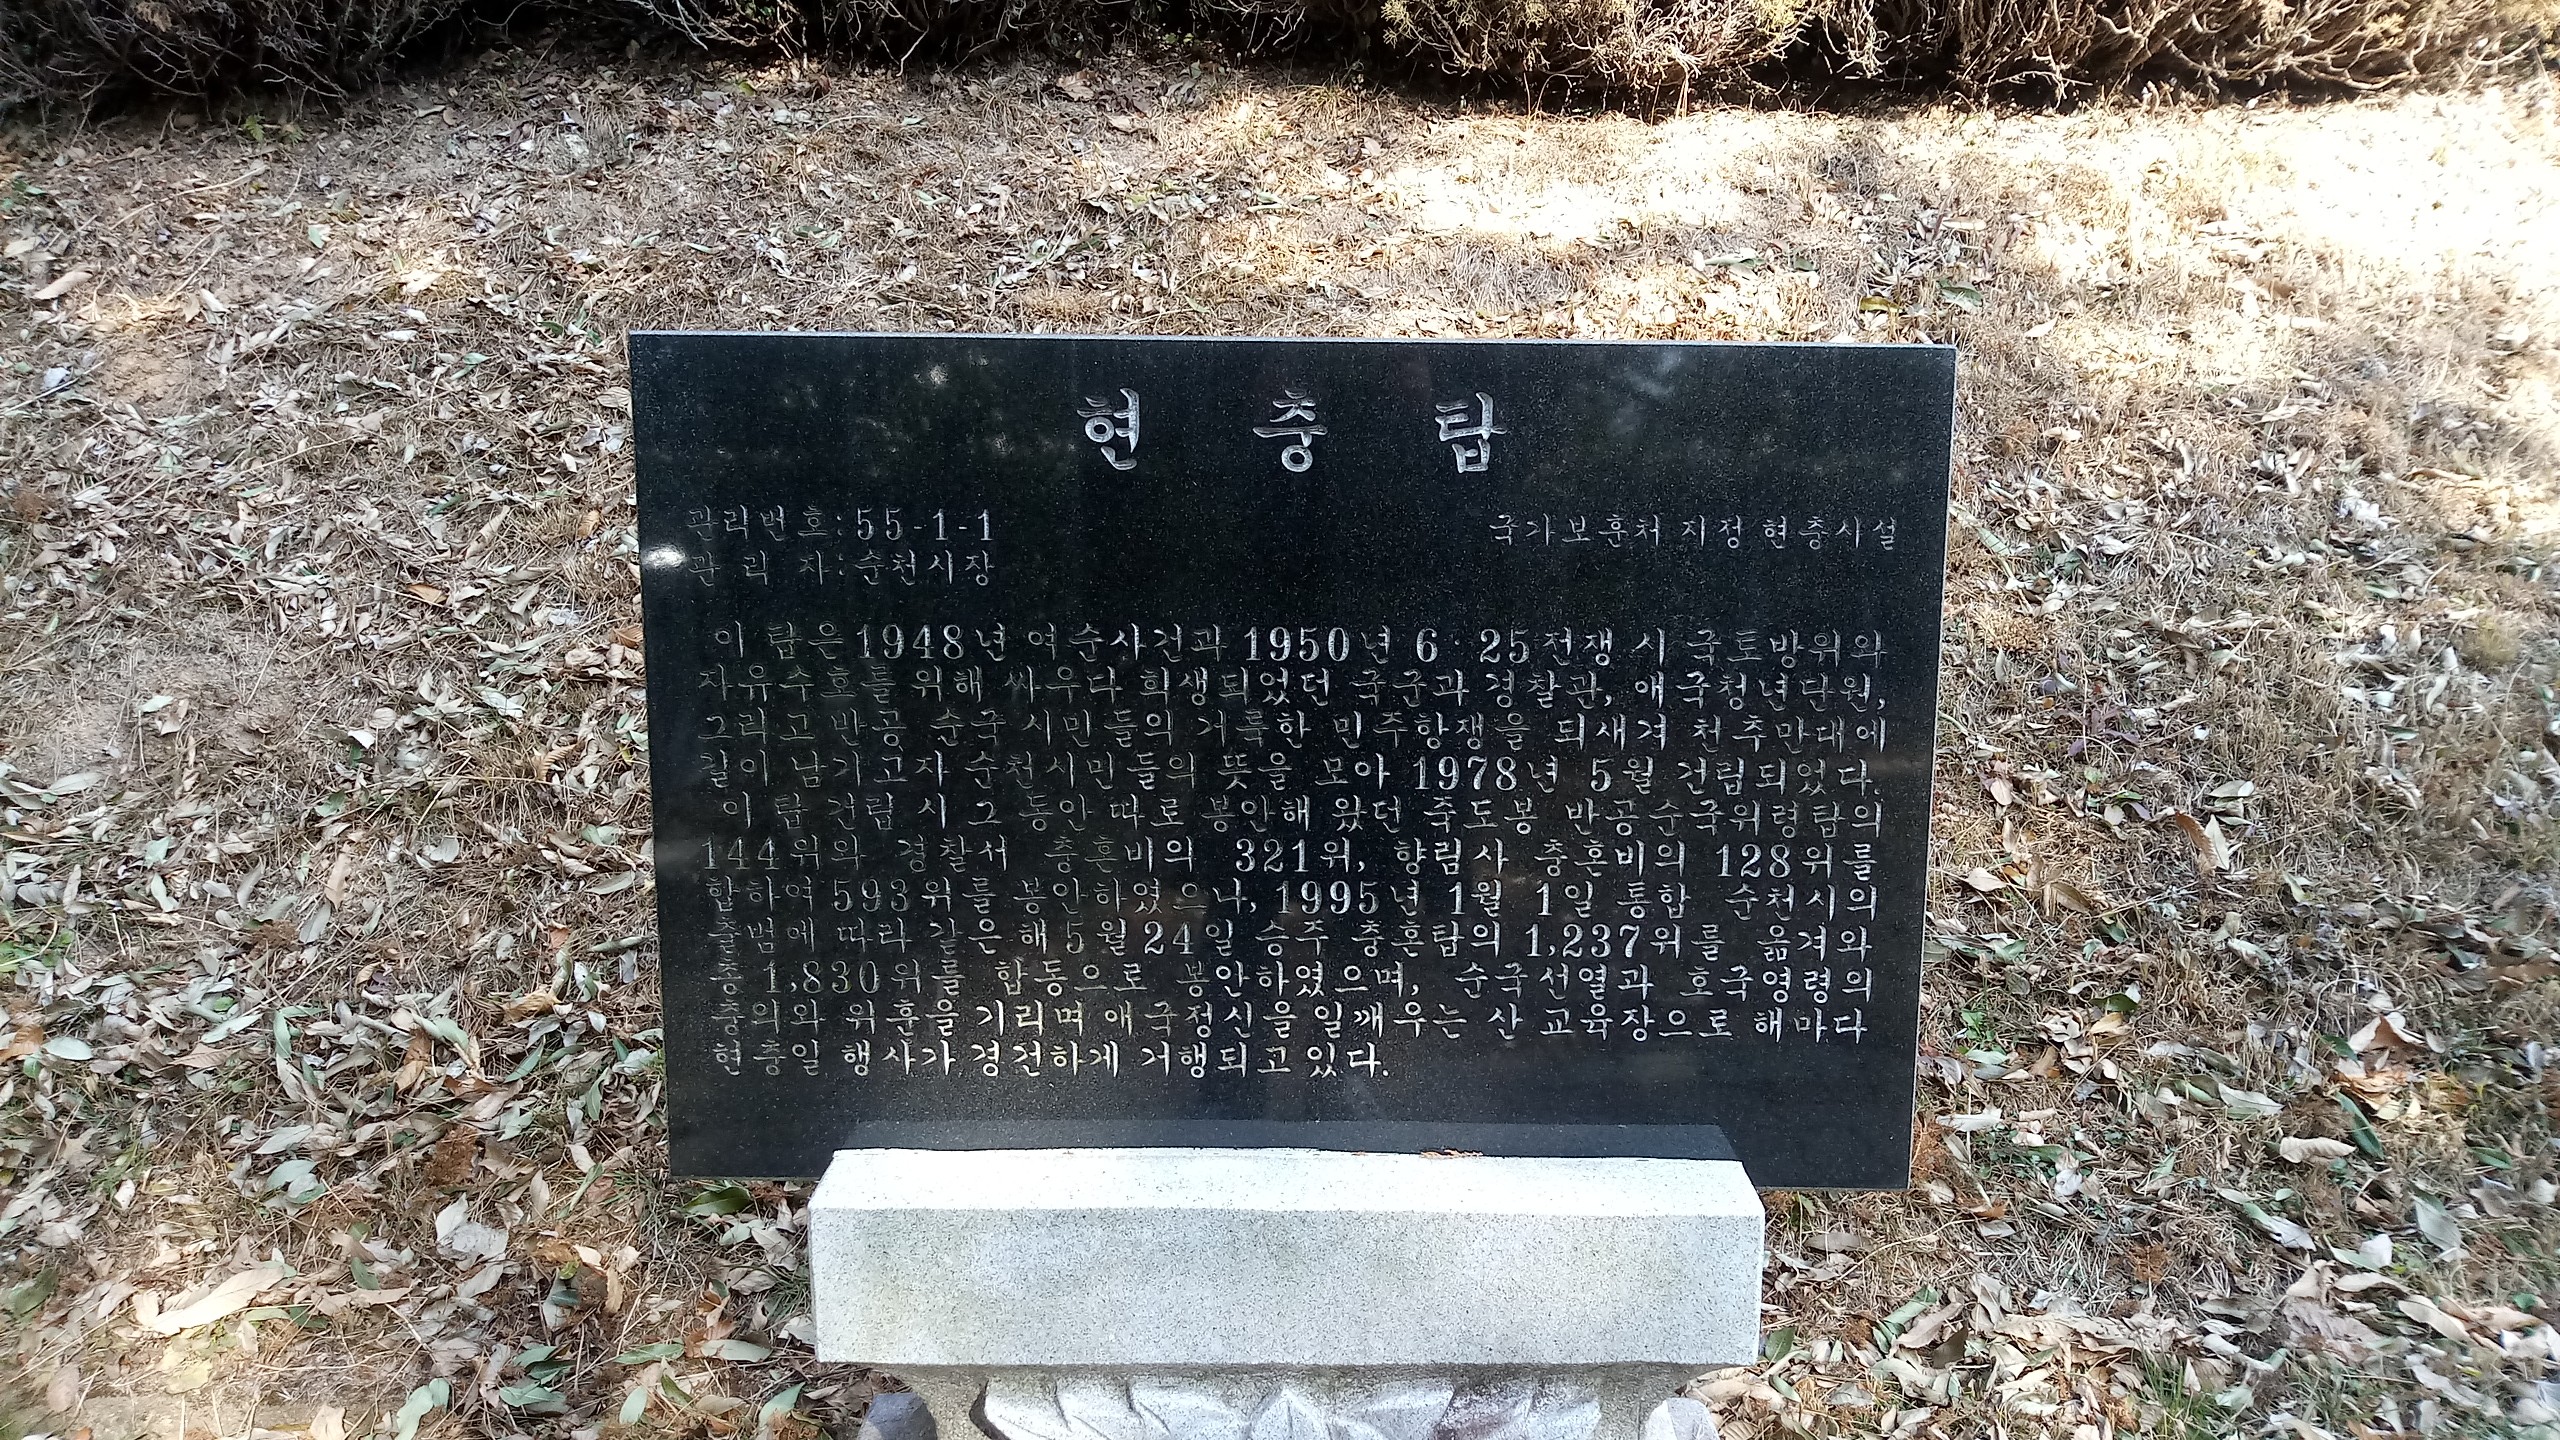 현 충 탑
관리번호:55-1-1
국가보훈처 지정 현충시설
관 리 자:순천시장
이 탑은 1948년 여순사건과 1950년 6·25전쟁 시 국토방위와
자유수호를 위해 싸우다 희생되었던 국군과 경찰관, 애국청년단원,
그리고 반공 순국 시민들의 거룩한 민주항쟁을 되새겨 천추만대에
길이 남기고자 순천시민들의 뜻을 모아 1978년 5월 건립되었다.
이 탑 건립 시 그 동안 따로 봉안해 왔던 죽도봉 반공순국위령탑의
144위와 경찰서 충혼비의 321위, 향림사 충혼비의 128위를
합하여 593위를 봉안하였으나, 1995년 1월 1일 통합 순천시의
출범에 따라 같은해 5월 24일 승주 충혼탑의 1,237위를 옮겨와
총 1,830위를 합동으로 봉안하였으며, 순국선열과 호국영령의
충의와 위훈을 기리며 애국정신을 일깨우는 산 교육장으로 해마다
현충일 행사가 경건하게 거행되고 있다.